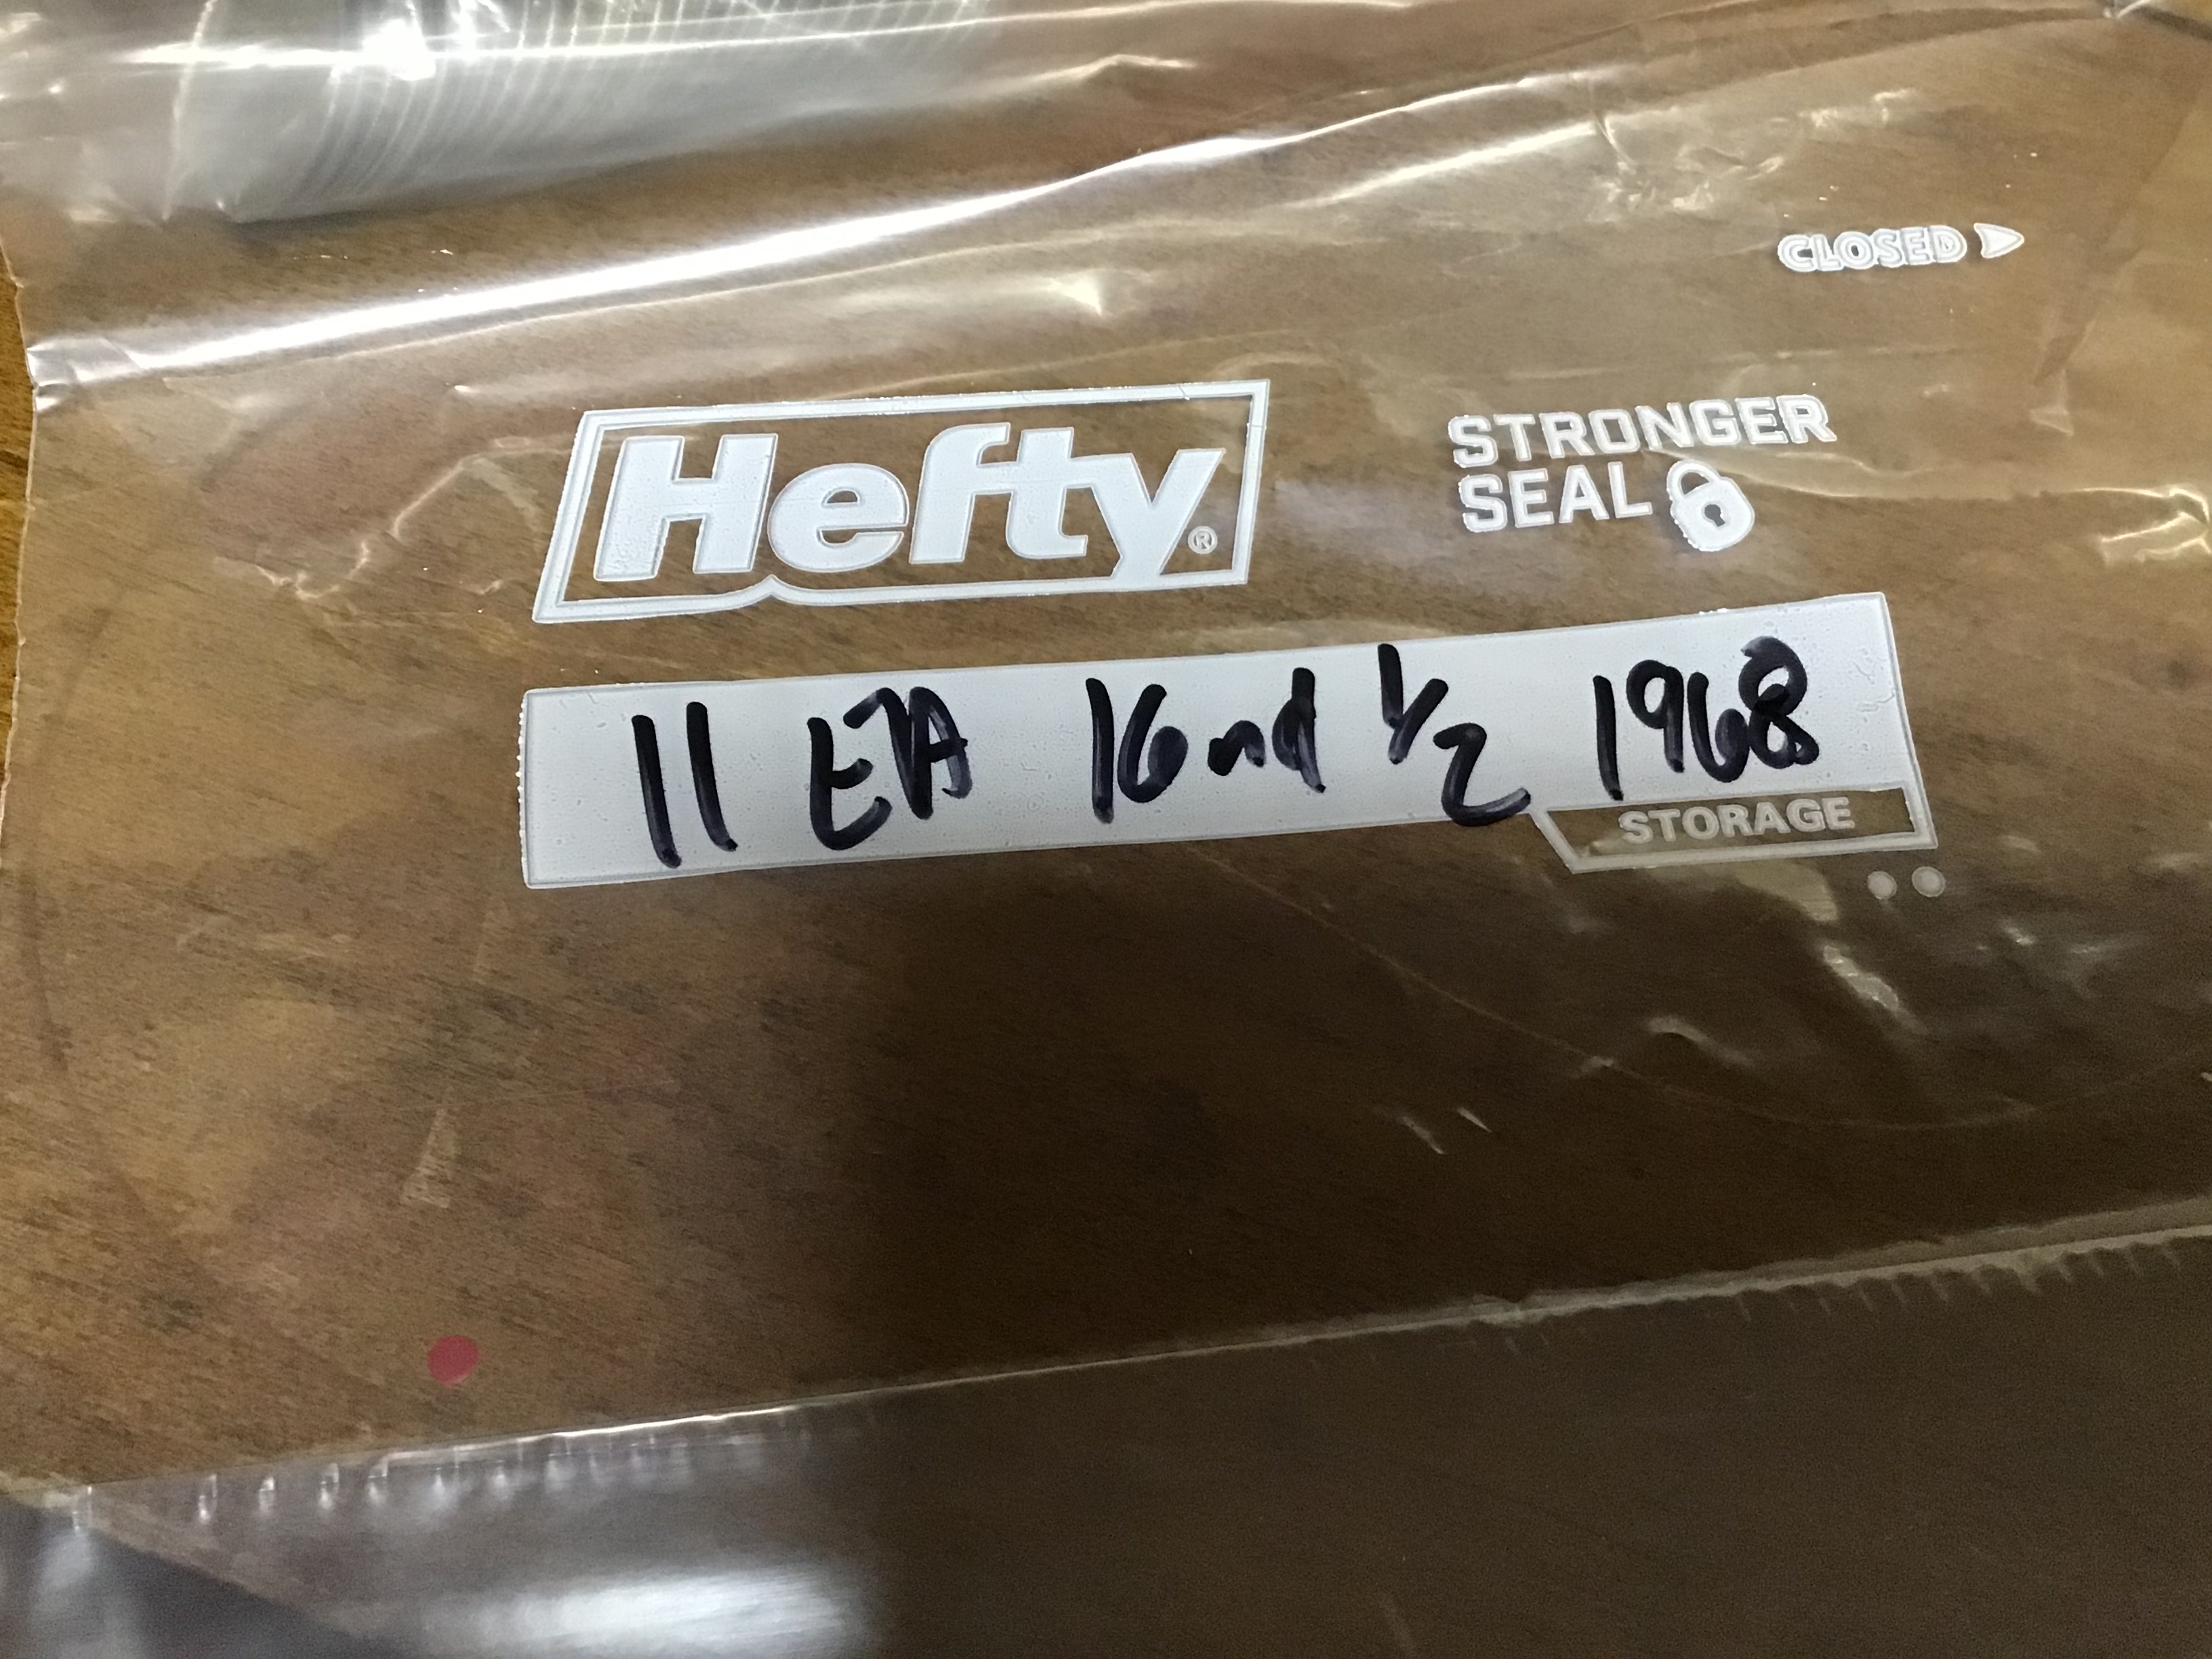 CLOSED
Hefty®
STRONGER
SEAL
11 EA 16nd 1/2 1968
STORAGE